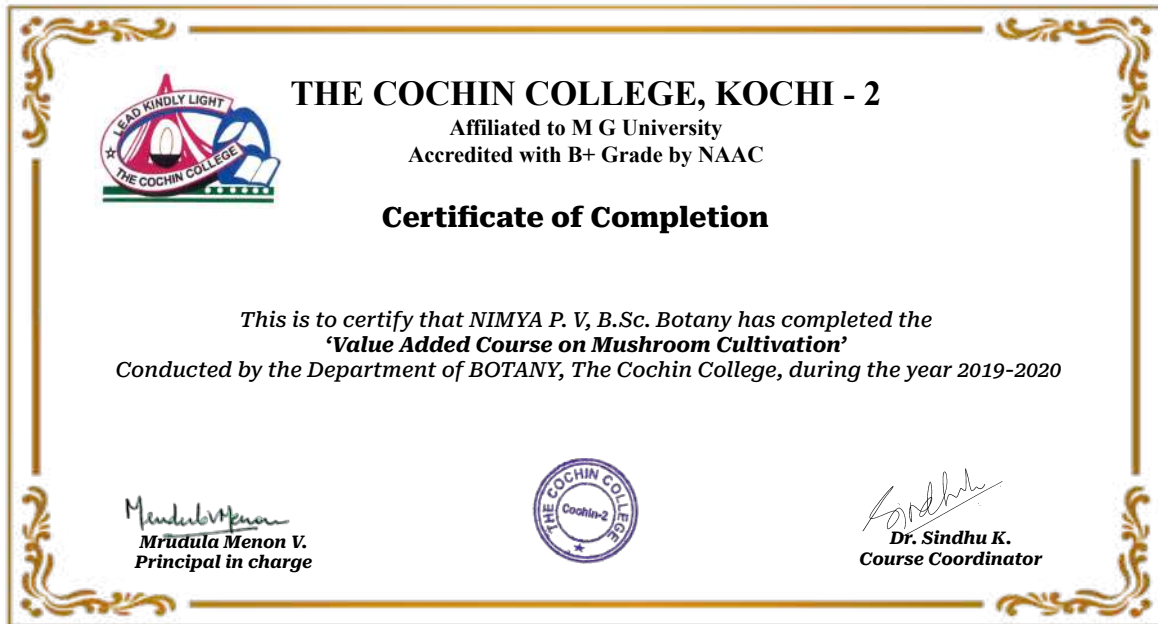 LEAD KINDLY LIGHT
THE COCHIN COLLEGE
THE COCHIN COLLEGE, KOCHI - 2
Affiliated to M G University
Accredited with B+ Grade by NAAC
Certificate of Completion
This is to certify that NIMYA P. V, B.Sc. Botany has completed the
‘Value Added Course on Mushroom Cultivation’
Conducted by the Department of BOTANY, The Cochin College, during the year 2019-2020
THE COCHIN COLLEGE
Cochin-2
Sindhu
Mrudula Menon V.
Principal in charge
Dr. Sindhu K.
Course Coordinator